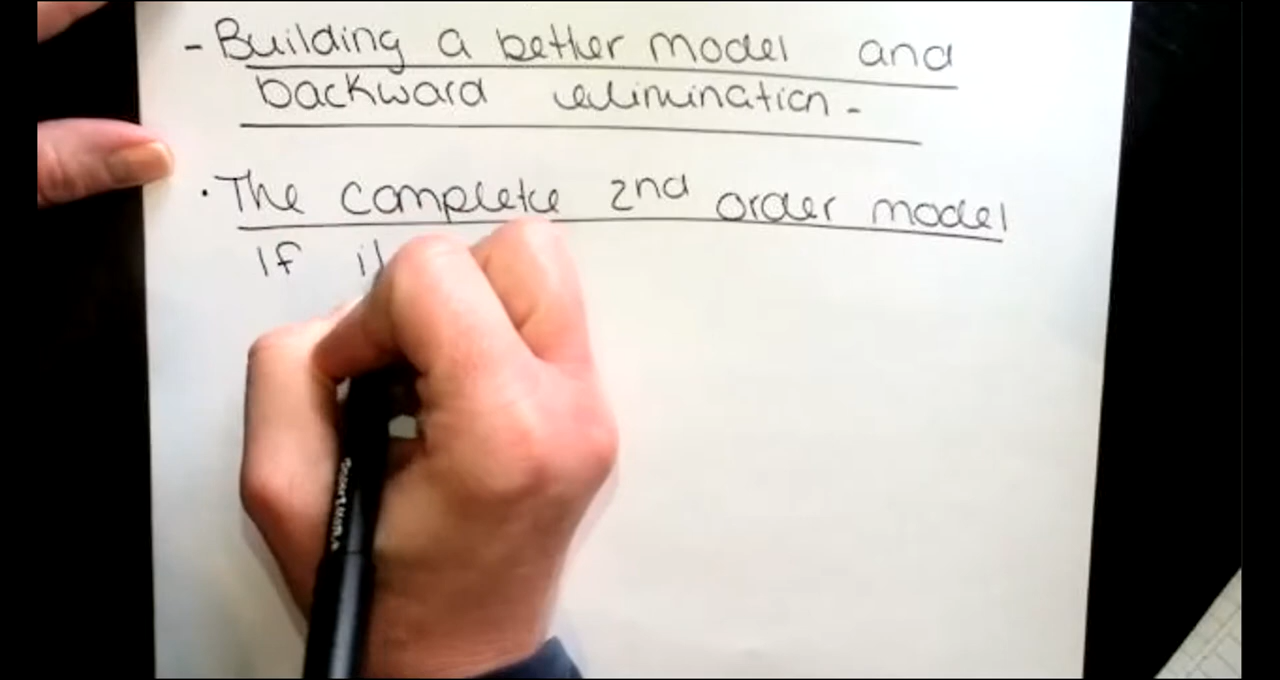 - Building a better model and
backward elimination -
· The complete 2nd order model
If